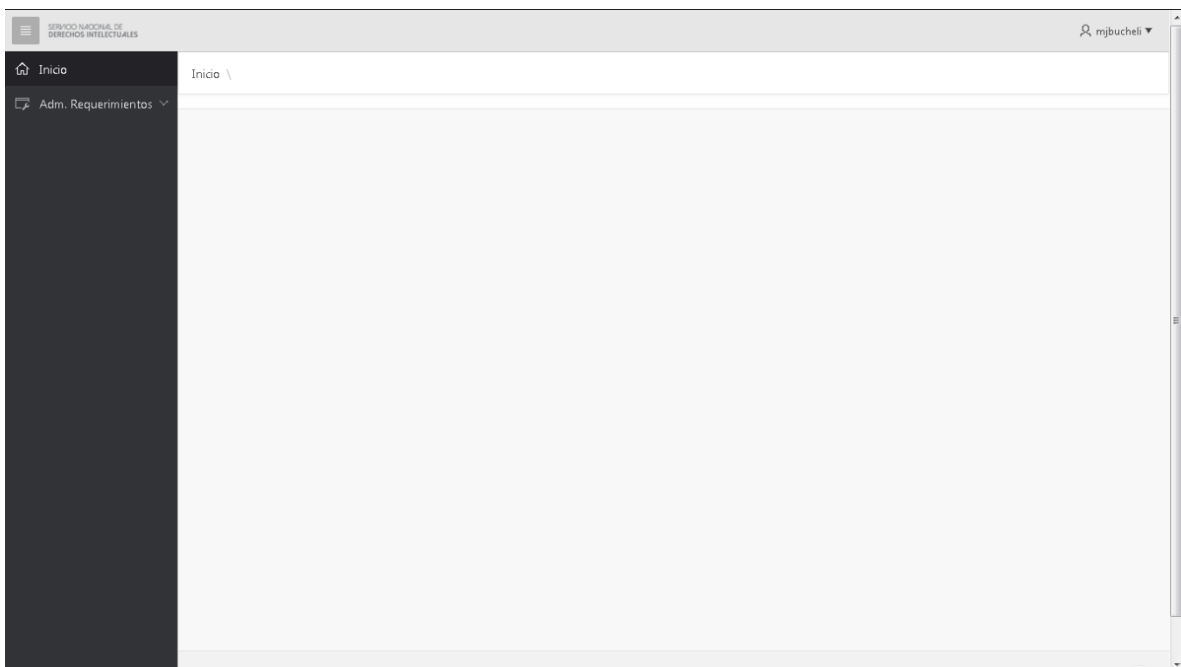 SERVICIO NACIONAL DE
DERECHOS INTELECTUALES
mjbucheli
Inicio
Inicio \
Adm. Requerimientos